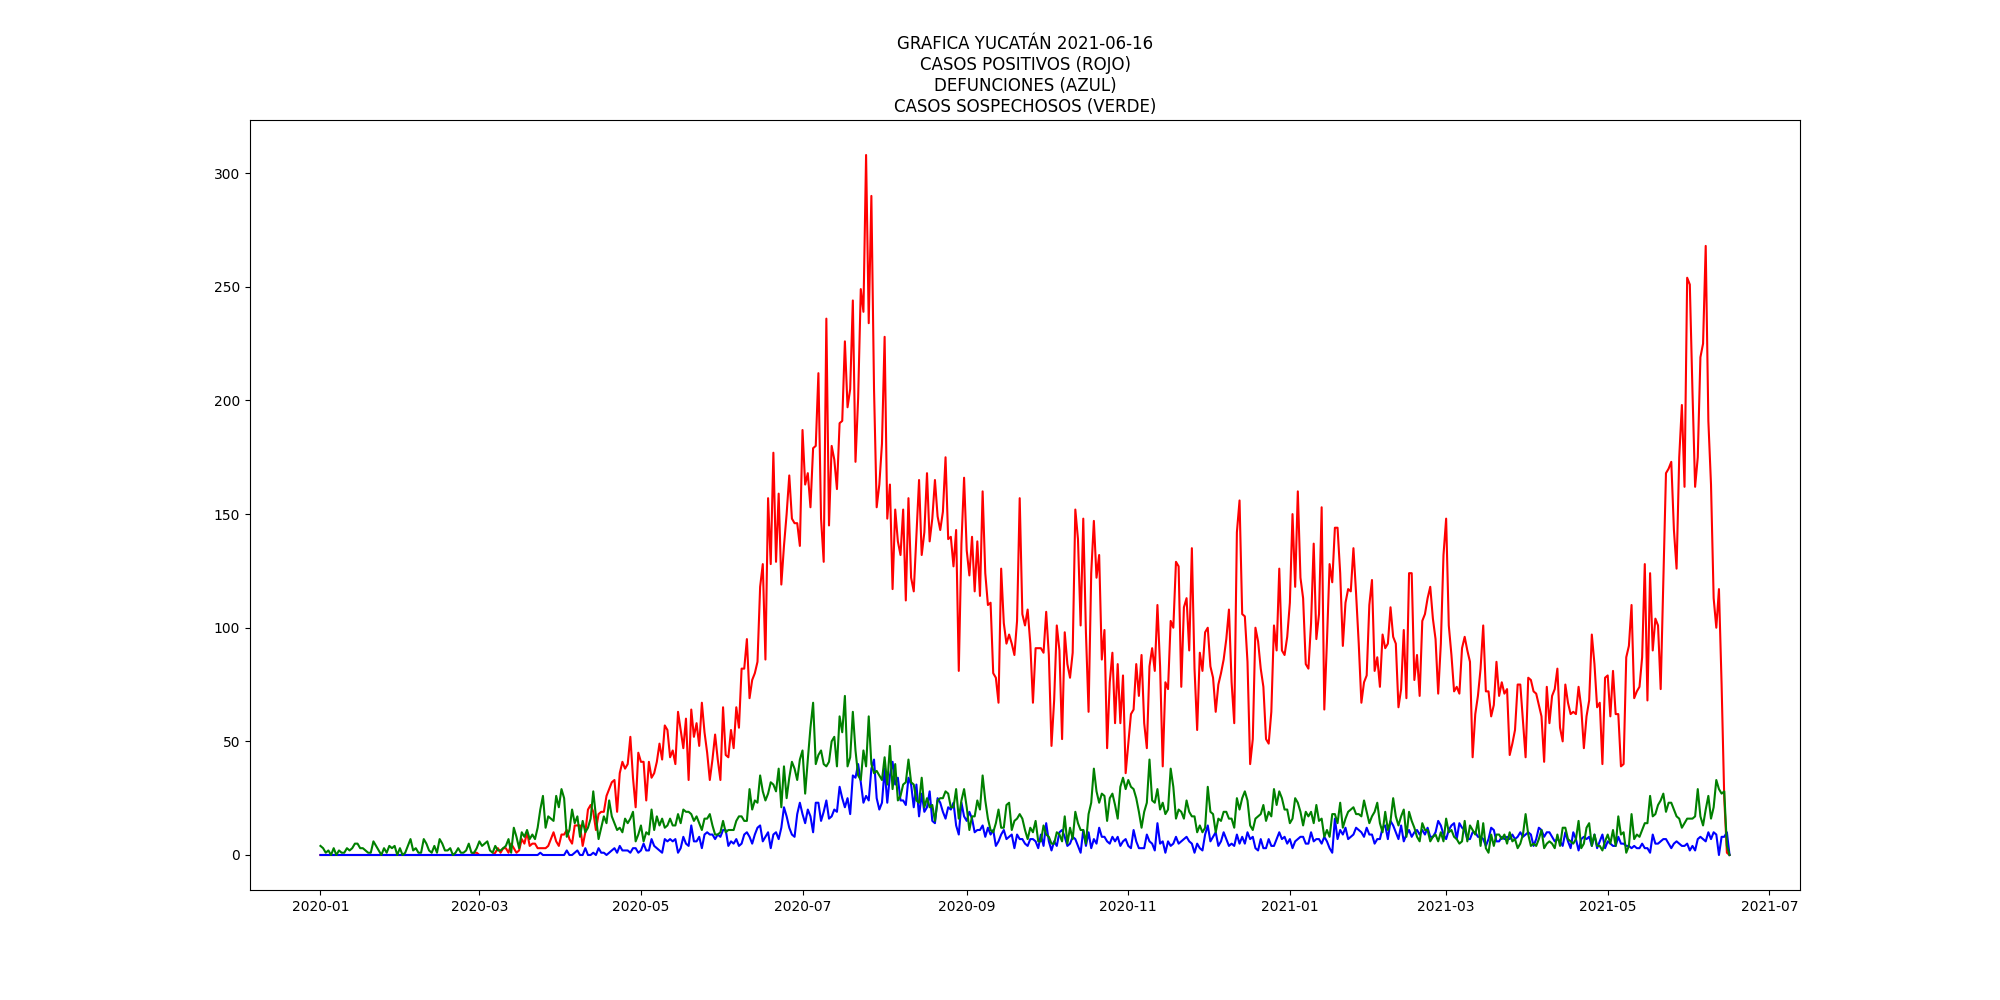 GRAFICA YUCATÁN 2021-06-16
CASOS POSITIVOS (ROJO)
DEFUNCIONES (AZUL)
CASOS SOSPECHOSOS (VERDE)
300
250
200
150
100
50
0
2020-01 2020-03 2020-05 2020-07 2020-09 2020-11 2021-01 2021-03 2021-05 2021-07